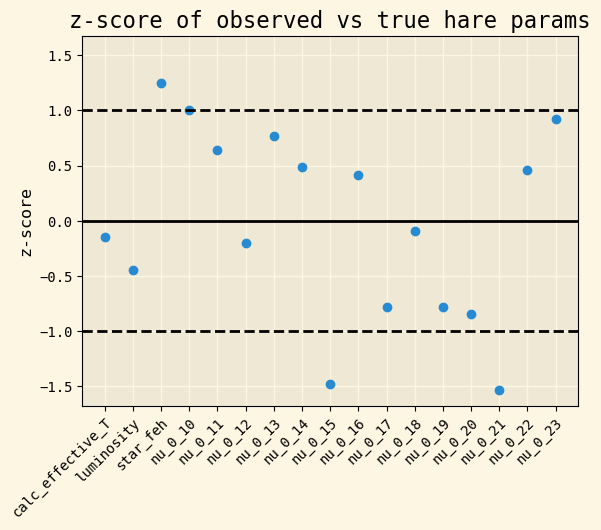 z-score of observed vs true hare params
z-score
1.5
1.0
0.5
0.0
−0.5
−1.0
−1.5
calc_effective_T
luminosity
star_feh
nu_0_10
nu_0_11
nu_0_12
nu_0_13
nu_0_14
nu_0_15
nu_0_16
nu_0_17
nu_0_18
nu_0_19
nu_0_20
nu_0_21
nu_0_22
nu_0_23